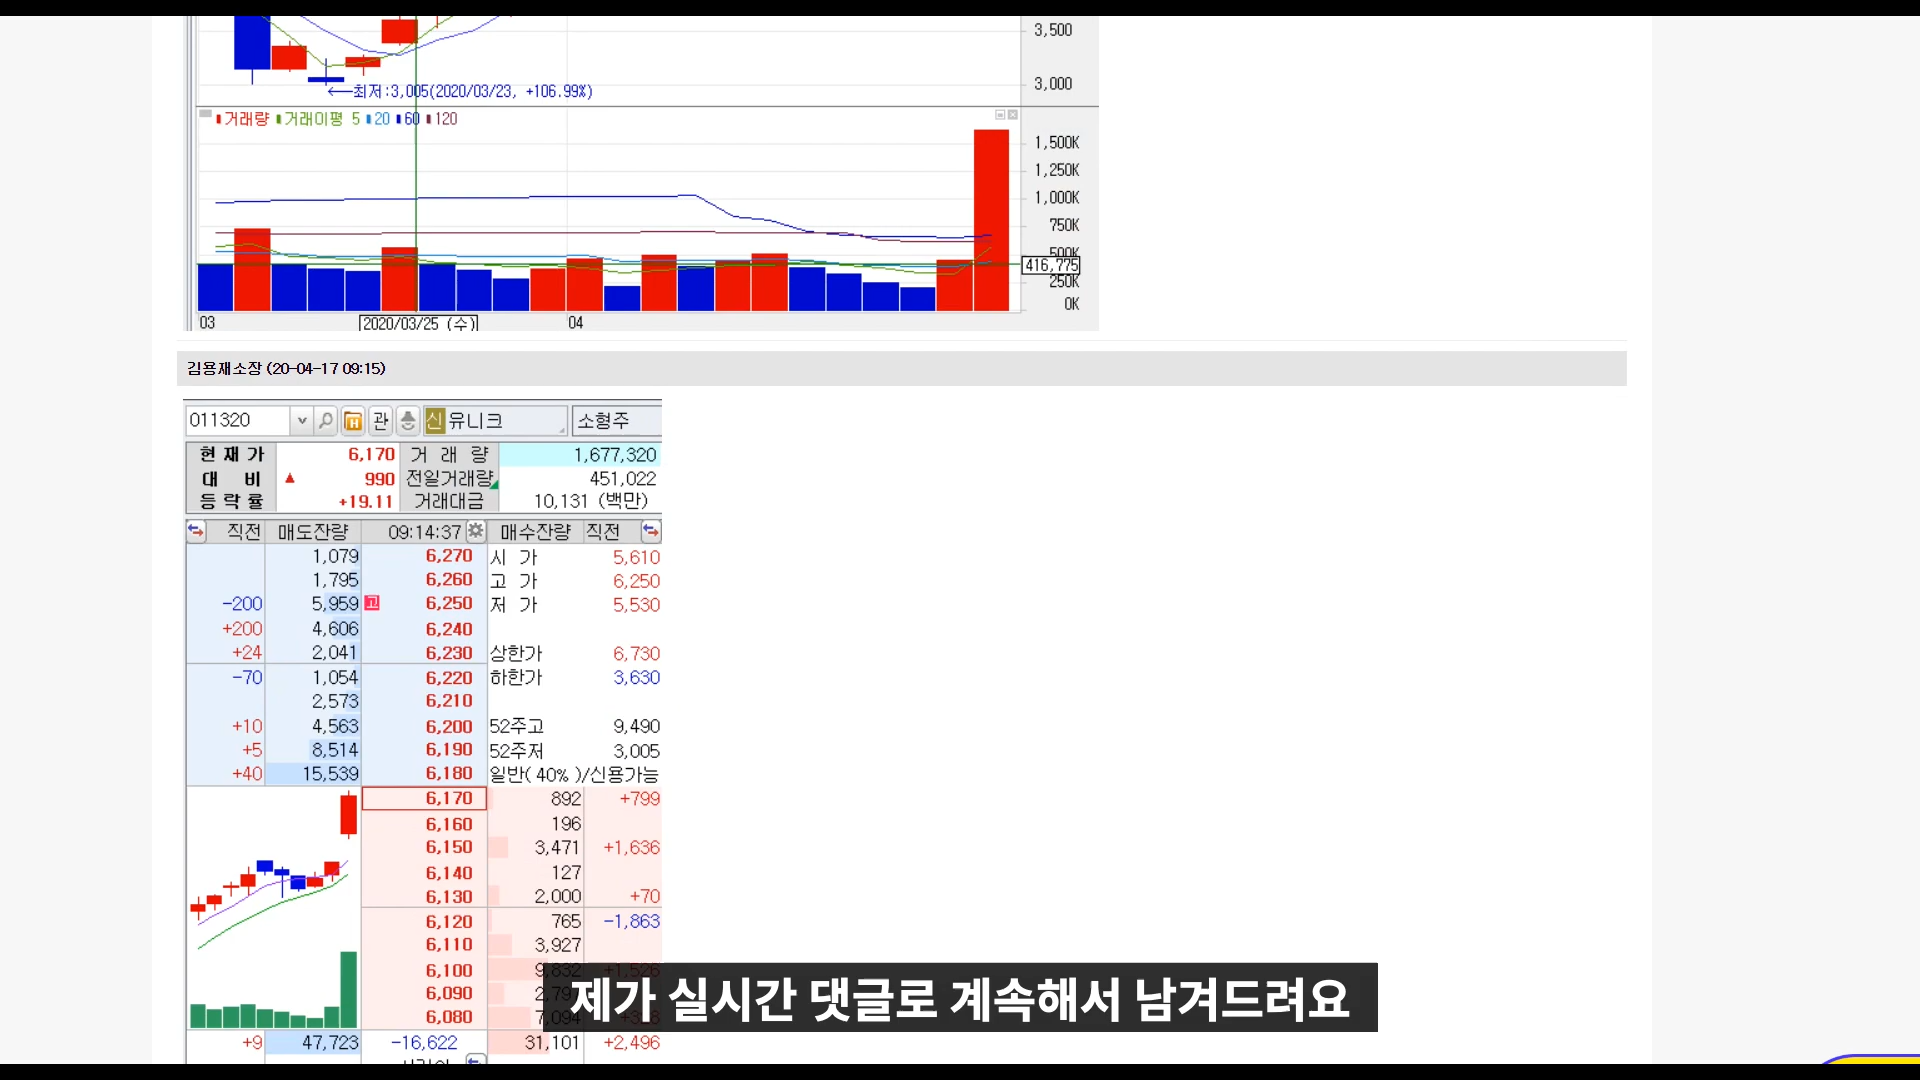 3,500
3,000
최저:3,005(2020/03/23, +106.99%)
거래량 거래이평 5 20 60 120
1,500K
1,250K
1,000K
750K
500K
416,775
250K
0K
03 2020/03/25 (수) 04
김용재소장 (20-04-17 09:15)
011320 관 신 유니크 소형주
현재가 6,170 거래량 1,677,320
대비 ▲ 990 전일거래량 451,022
등락률 +19.11 거래대금 10,131 (백만)
직전 매도잔량 09:14:37 매수잔량 직전
1,079 6,270 시가 5,610
1,795 6,260 고가 6,250
-200 5,959 고 6,250 저가 5,530
+200 4,606 6,240
+24 2,041 6,230 상한가 6,730
-70 1,054 6,220 하한가 3,630
2,573 6,210
+10 4,563 6,200 52주고 9,490
+5 8,514 6,190 52주저 3,005
+40 15,539 6,180 일반(40%)/신용가능
6,170 892 +799
6,160 196
6,150 3,471 +1,636
6,140 127
6,130 2,000 +70
6,120 765 -1,863
6,110 3,927
6,100 9,832 +1,526
6,090
6,080 7,094
제가 실시간 댓글로 계속해서 남겨드려요
+9 47,723 -16,622 31,101 +2,496